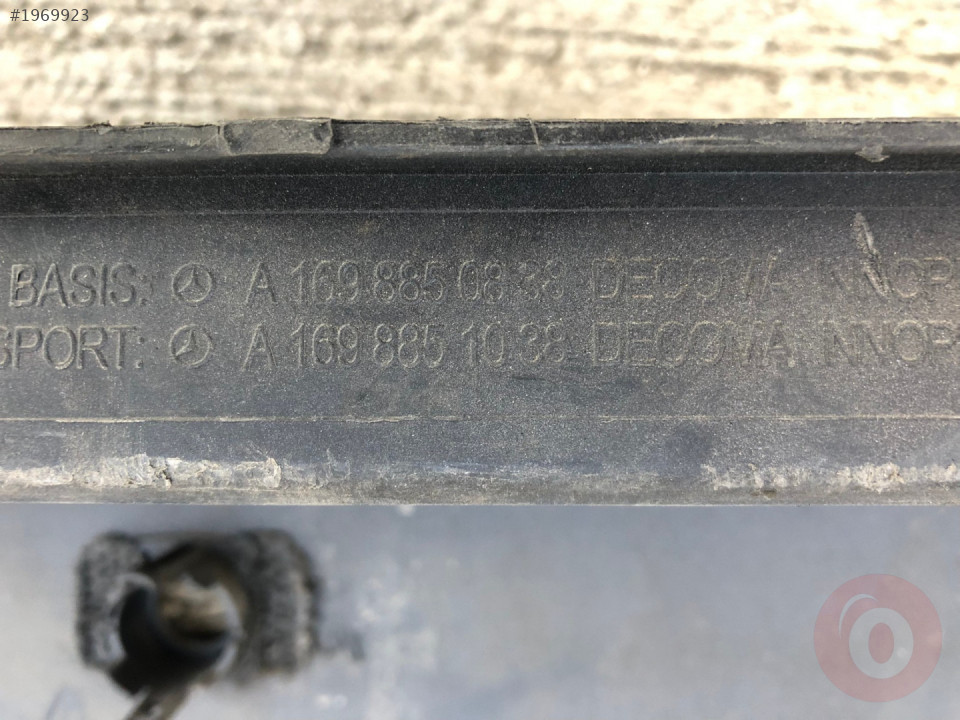 #1969923
BASIS: A 169 885 08 38 DECOMA
SPORT: A 169 885 10 38 DECOMA